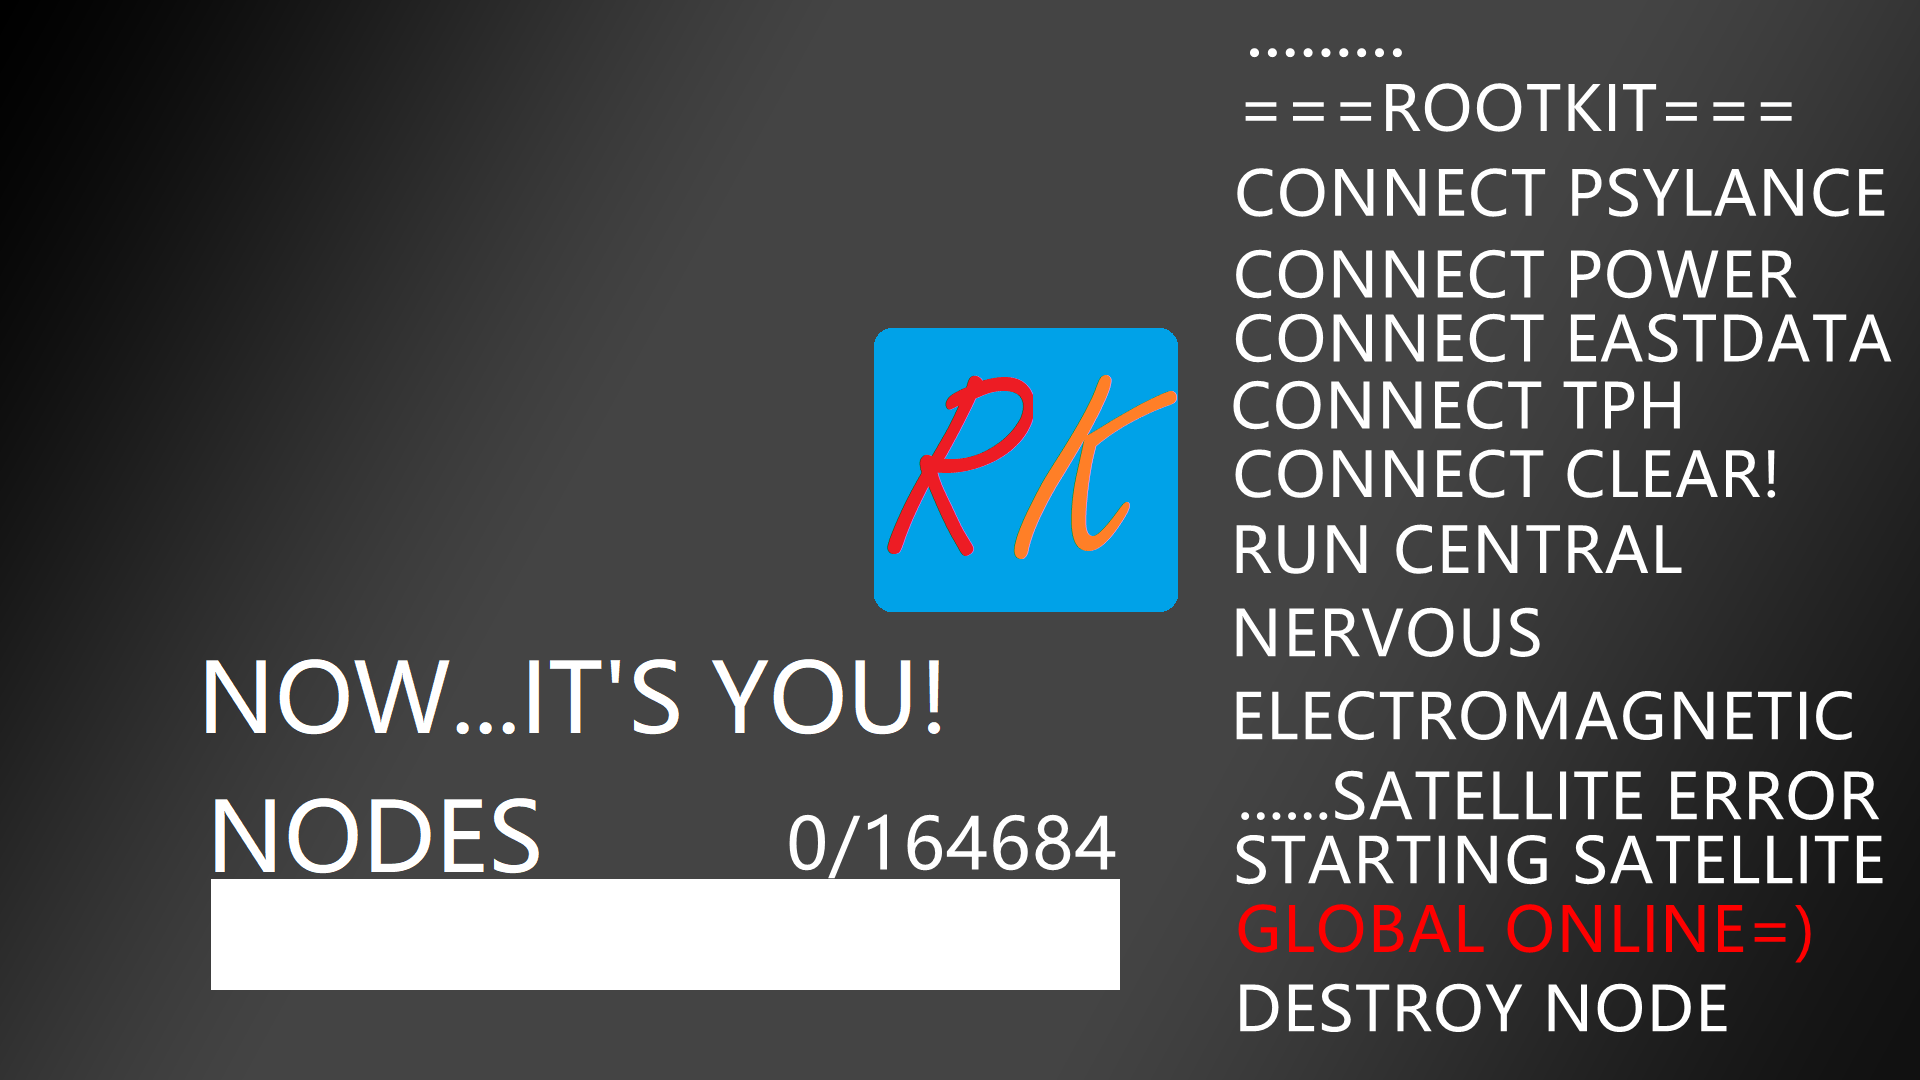 .........
===ROOTKIT===
CONNECT PSYLANCE
CONNECT POWER
CONNECT EASTDATA
CONNECT TPH
CONNECT CLEAR!
RUN CENTRAL
NERVOUS
ELECTROMAGNETIC
......SATELLITE ERROR
STARTING SATELLITE
GLOBAL ONLINE=)
DESTROY NODE
RK
NOW...IT'S YOU!
NODES 0/164684